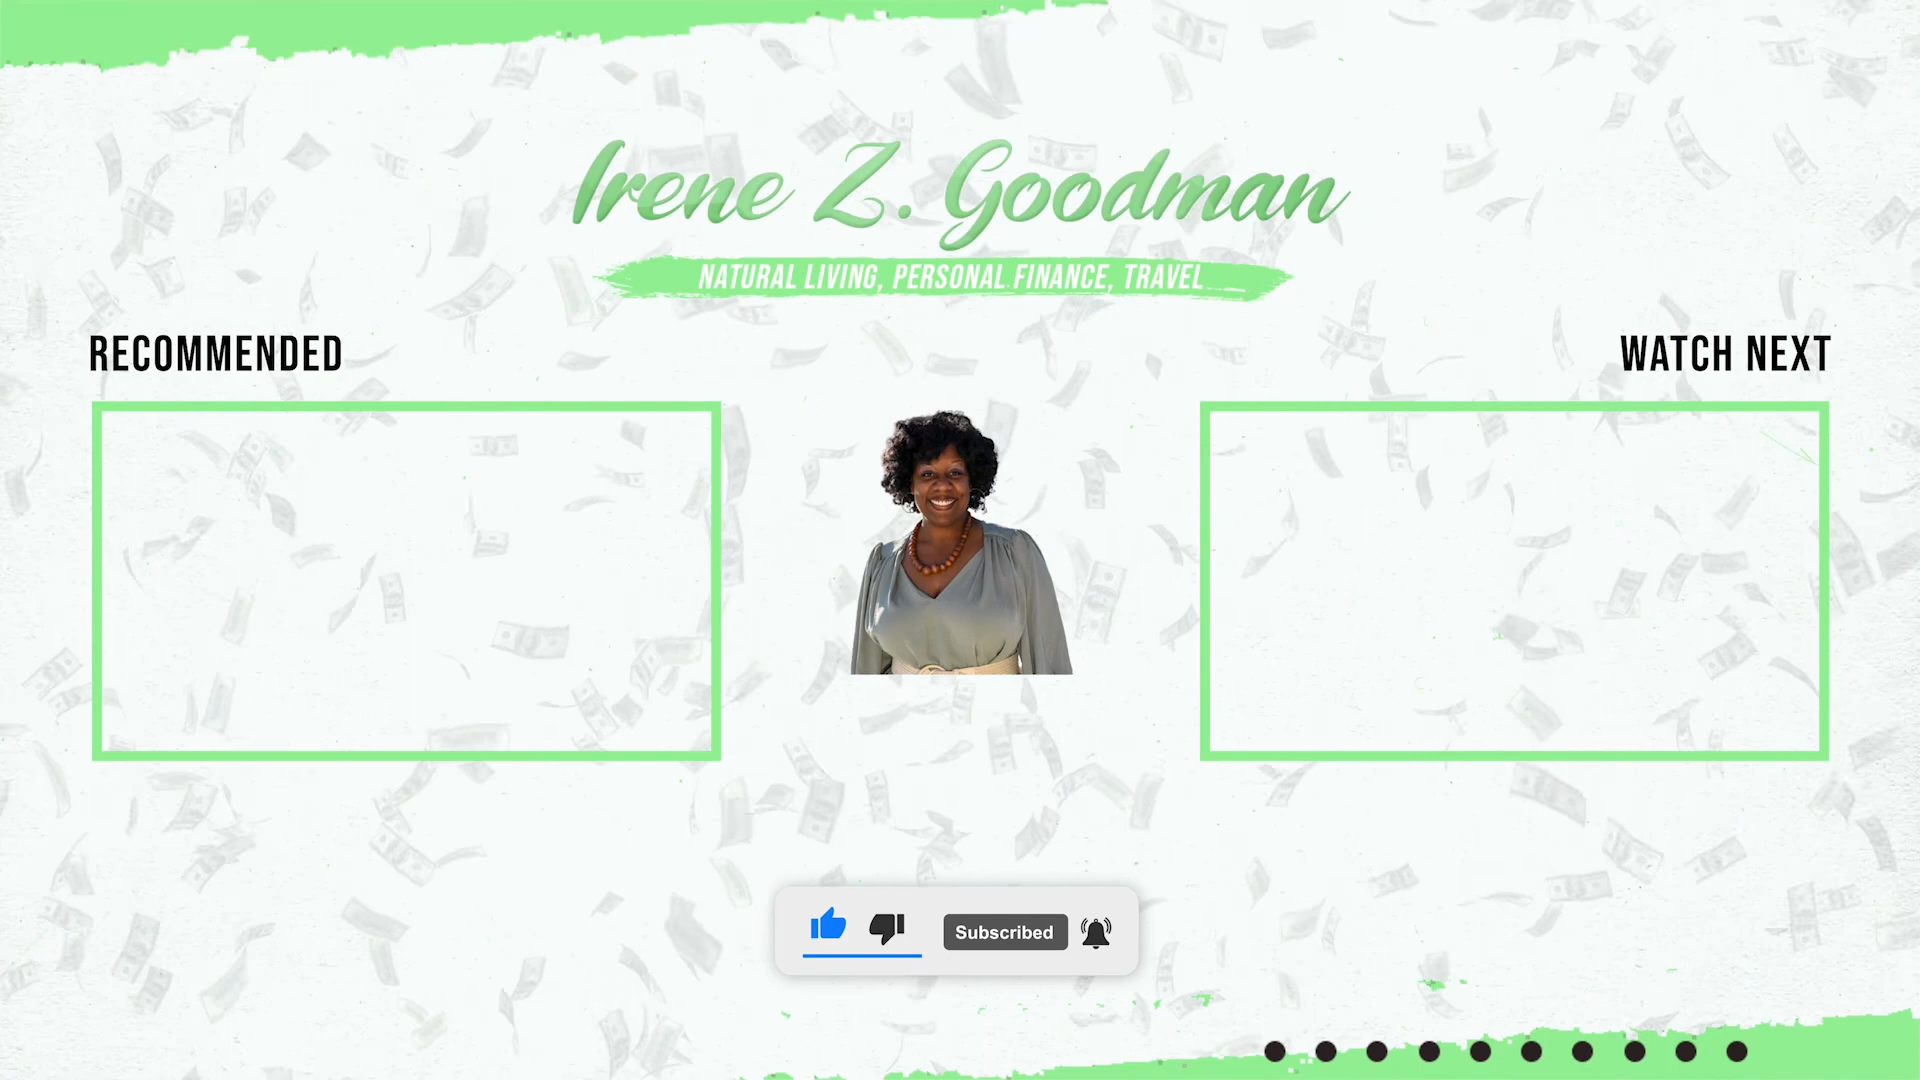 Irene Z. Goodman
NATURAL LIVING, PERSONAL FINANCE, TRAVEL
RECOMMENDED
WATCH NEXT
Subscribed